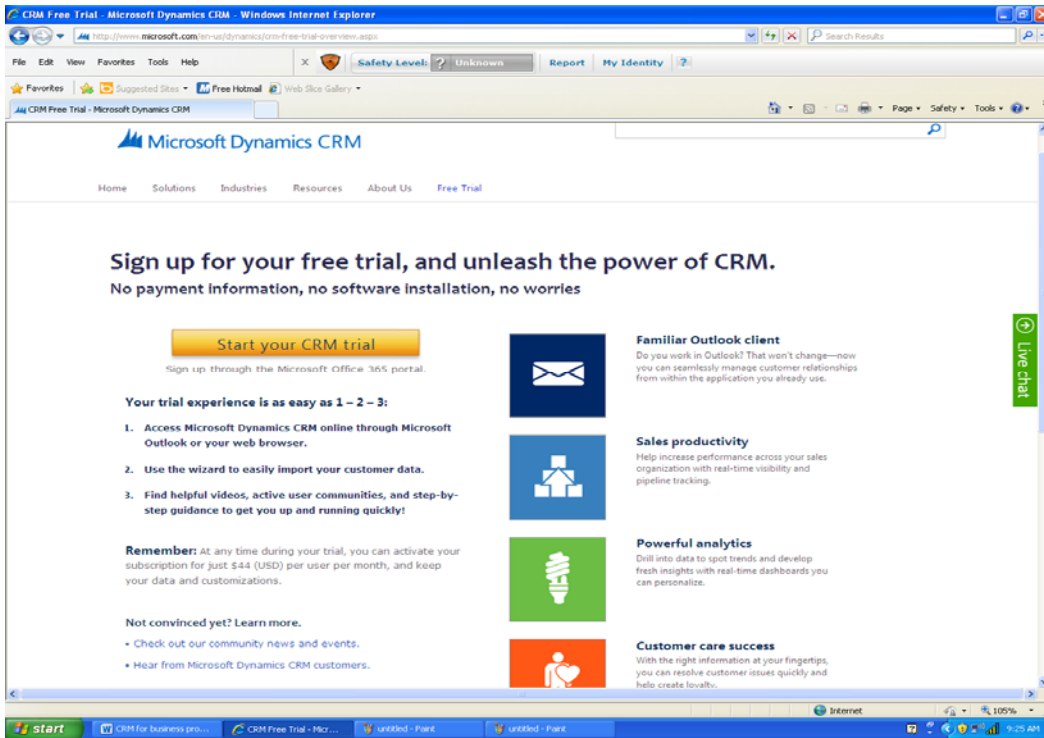 CRM Free Trial - Microsoft Dynamics CRM - Windows Internet Explorer
http://www.microsoft.com/en-us/dynamics/crm-free-trial-overview.aspx
Search Results
File Edit View Favorites Tools Help
Safety Level: ? Unknown
Report
My Identity
?
Favorites
Suggested Sites
Free Hotmail
Web Slice Gallery
CRM Free Trial - Microsoft Dynamics CRM
Page Safety Tools
Microsoft Dynamics CRM
Home Solutions Industries Resources About Us Free Trial
Sign up for your free trial, and unleash the power of CRM.
No payment information, no software installation, no worries
Start your CRM trial
Sign up through the Microsoft Office 365 portal.
Your trial experience is as easy as 1 – 2 – 3:
1. Access Microsoft Dynamics CRM online through Microsoft
Outlook or your web browser.
2. Use the wizard to easily import your customer data.
3. Find helpful videos, active user communities, and step-by-
step guidance to get you up and running quickly!
Remember: At any time during your trial, you can activate your
subscription for just $44 (USD) per user per month, and keep
your data and customizations.
Not convinced yet? Learn more.
• Check out our community news and events.
• Hear from Microsoft Dynamics CRM customers.
Familiar Outlook client
Do you work in Outlook? That won't change—now
you can seamlessly manage customer relationships
from within the application you already use.
Sales productivity
Help increase performance across your sales
organization with real-time visibility and
pipeline tracking.
Powerful analytics
Drill into data to spot trends and develop
fresh insights with real-time dashboards you
can personalize.
Customer care success
With the right information at your fingertips,
you can resolve customer issues quickly and
help create loyalty.
Live chat
Internet
105%
start
CRM for business pro...
CRM Free Trial - Micr...
untitled - Paint
untitled - Paint
9:25 AM